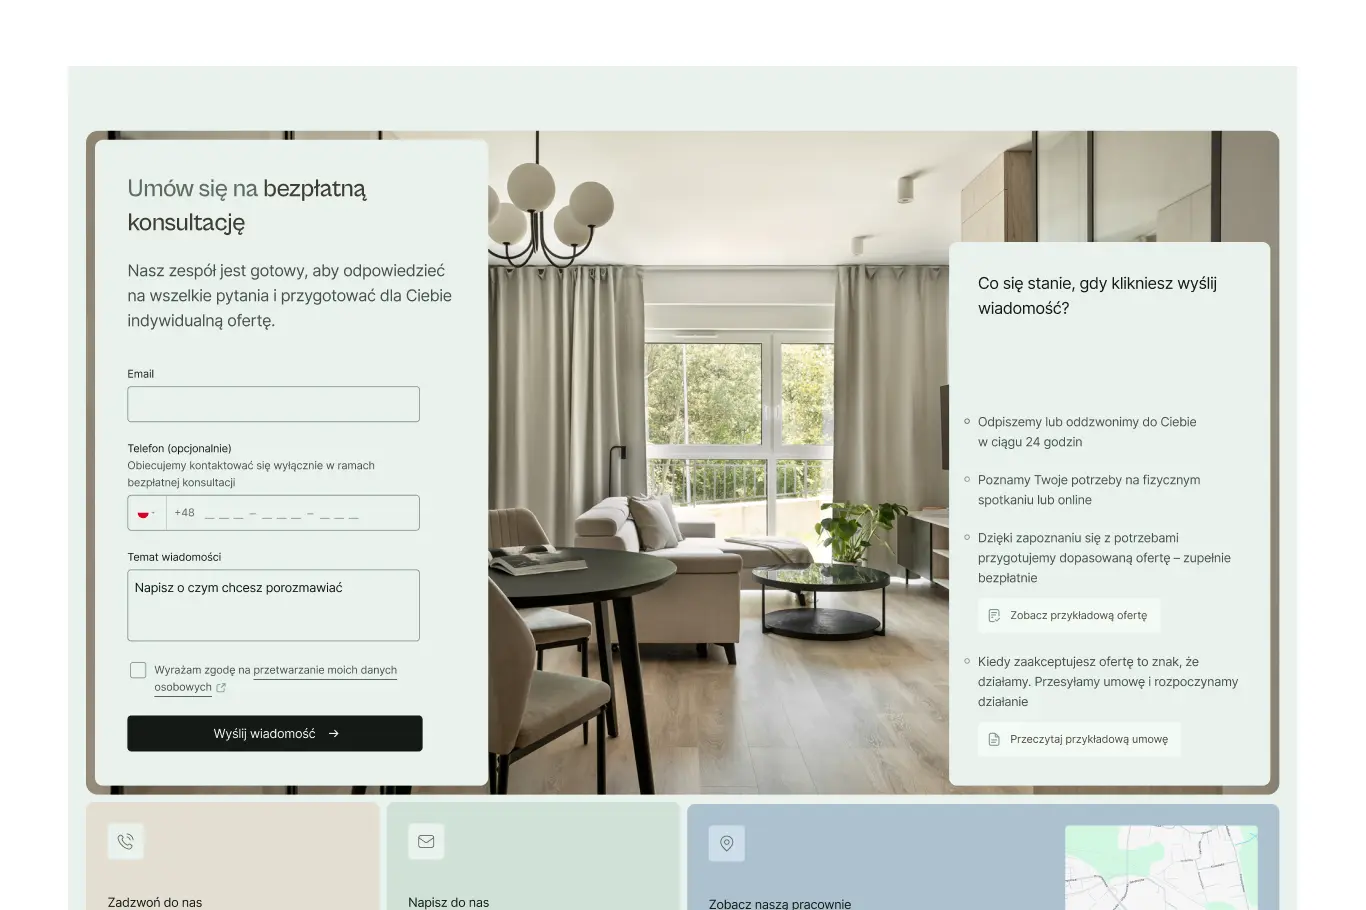 Umów się na bezpłatną
konsultację
Nasz zespół jest gotowy, aby odpowiedzieć
na wszelkie pytania i przygotować dla Ciebie
indywidualną ofertę.
Email
Telefon (opcjonalnie)
Obiecujemy kontaktować się wyłącznie w ramach
bezpłatnej konsultacji
+48 _ _ _ – _ _ _ – _ _ _
Temat wiadomości
Napisz o czym chcesz porozmawiać
Wyrażam zgodę na przetwarzanie moich danych
osobowych
Wyślij wiadomość →
Co się stanie, gdy klikniesz wyślij
wiadomość?
Odpiszemy lub oddzwonimy do Ciebie
w ciągu 24 godzin
Poznamy Twoje potrzeby na fizycznym
spotkaniu lub online
Dzięki zapoznaniu się z potrzebami
przygotujemy dopasowaną ofertę – zupełnie
bezpłatnie
Zobacz przykładową ofertę
Kiedy zaakceptujesz ofertę to znak, że
działamy. Przesyłamy umowę i rozpoczynamy
działanie
Przeczytaj przykładową umowę
Zadzwoń do nas
Napisz do nas
Zobacz naszą pracownie